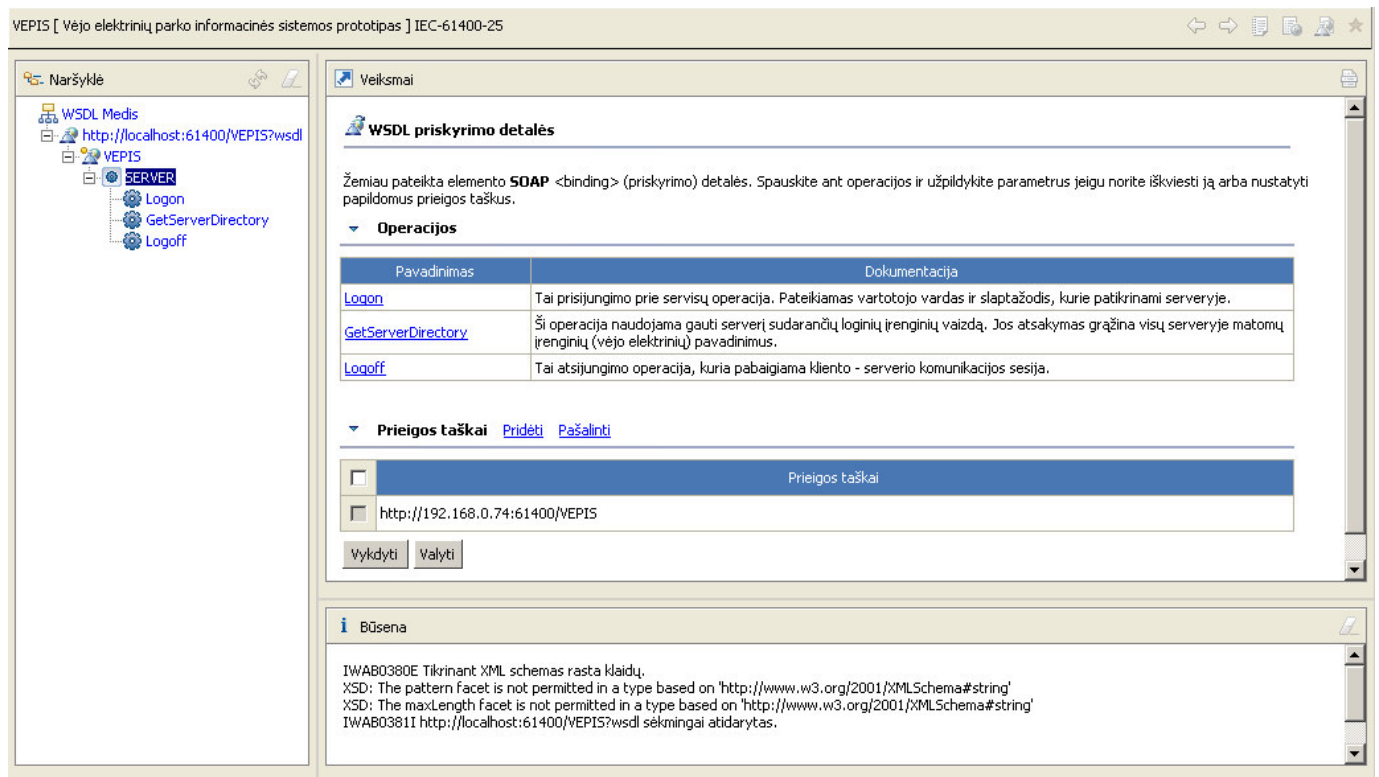 VEPIS [ Vėjo elektrinių parko informacinės sistemos prototipas ] IEC-61400-25
Naršyklė
WSDL Medis
http://localhost:61400/VEPIS?wsdl
VEPIS
SERVER
Logon
GetServerDirectory
Logoff
Veiksmai
WSDL priskyrimo detalės
Žemiau pateikta elemento SOAP <binding> (priskyrimo) detalės. Spauskite ant operacijos ir užpildykite parametrus jeigu norite iškviesti ją arba nustatyti
papildomus prieigos taškus.
Operacijos
Pavadinimas Dokumentacija
Logon Tai prisijungimo prie servisų operacija. Pateikiamas vartotojo vardas ir slaptažodis, kurie patikrinami serveryje.
GetServerDirectory Ši operacija naudojama gauti serverį sudarančių loginių įrenginių vaizdą. Jos atsakymas grąžina visų serveryje matomų
įrenginių (vėjo elektrinių) pavadinimus.
Logoff Tai atsijungimo operacija, kuria pabaigiama kliento - serverio komunikacijos sesija.
Prieigos taškai Pridėti Pašalinti
Prieigos taškai
http://192.168.0.74:61400/VEPIS
Vykdyti Valyti
Būsena
IWAB0380E Tikrinant XML schemas rasta klaidų.
XSD: The pattern facet is not permitted in a type based on 'http://www.w3.org/2001/XMLSchema#string'
XSD: The maxLength facet is not permitted in a type based on 'http://www.w3.org/2001/XMLSchema#string'
IWAB0381I http://localhost:61400/VEPIS?wsdl sėkmingai atidarytas.